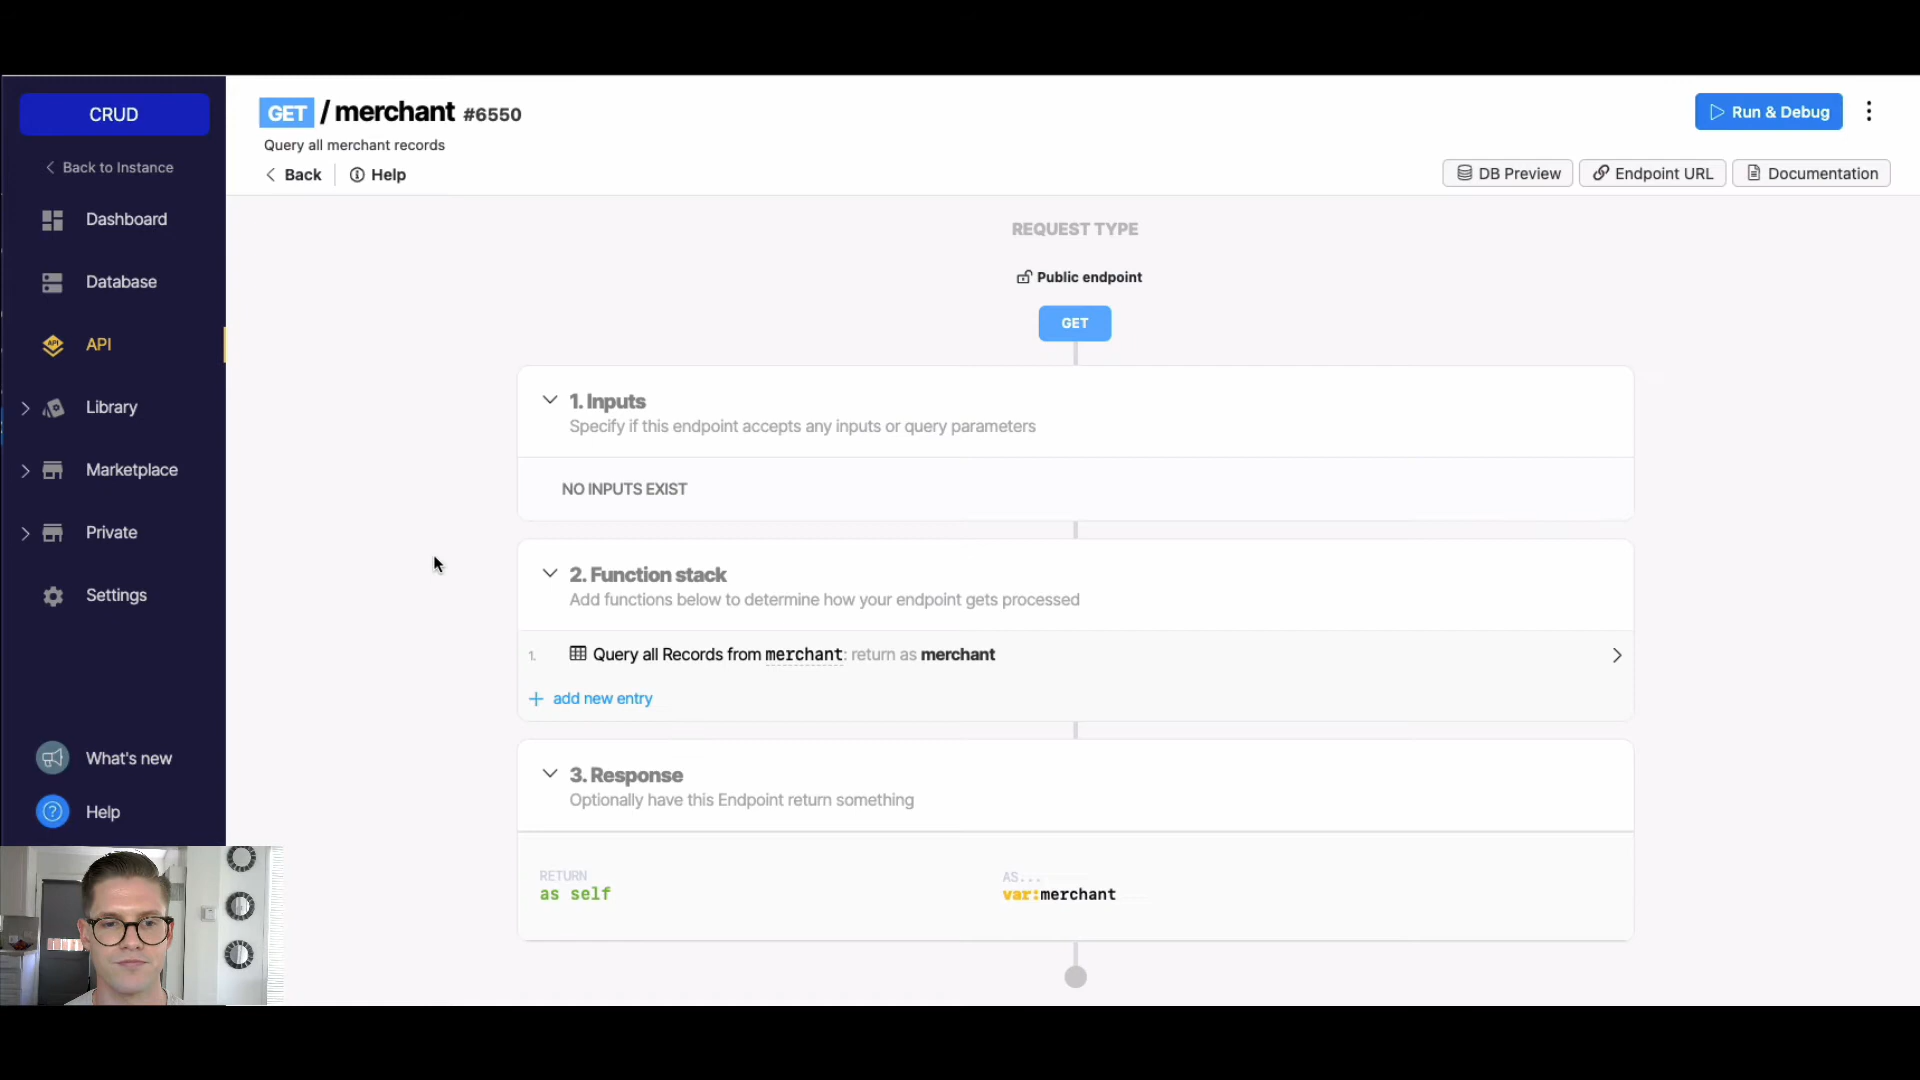 CRUD
Back to Instance
Dashboard
Database
API
Library
Marketplace
Private
Settings
What's new
Help
GET / merchant #6550
Query all merchant records
Back
Help
Run & Debug
DB Preview
Endpoint URL
Documentation
REQUEST TYPE
Public endpoint
GET
1. Inputs
Specify if this endpoint accepts any inputs or query parameters
NO INPUTS EXIST
2. Function stack
Add functions below to determine how your endpoint gets processed
1. Query all Records from merchant: return as merchant
+ add new entry
3. Response
Optionally have this Endpoint return something
RETURN
as self
AS...
var:merchant